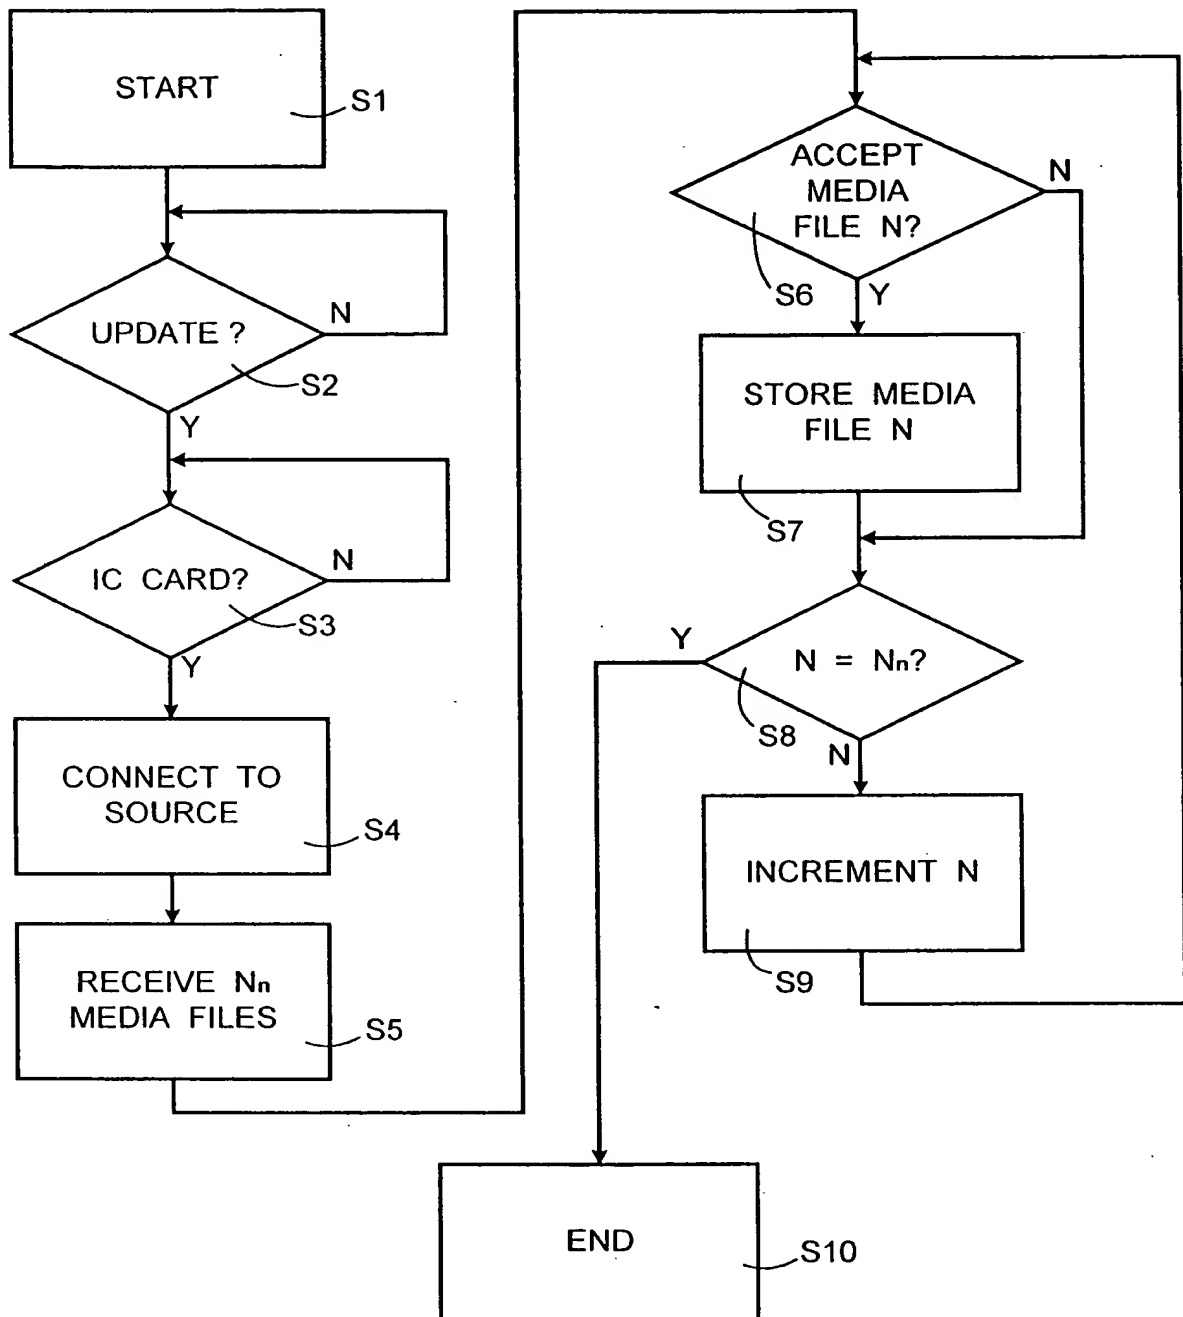 START
S1
UPDATE ?
N
S2
Y
IC CARD?
N
S3
Y
CONNECT TO
SOURCE
S4
RECEIVE Nn
MEDIA FILES
S5
ACCEPT
MEDIA
FILE N?
N
S6
Y
STORE MEDIA
FILE N
S7
Y
N = Nn?
S8
N
INCREMENT N
S9
END
S10